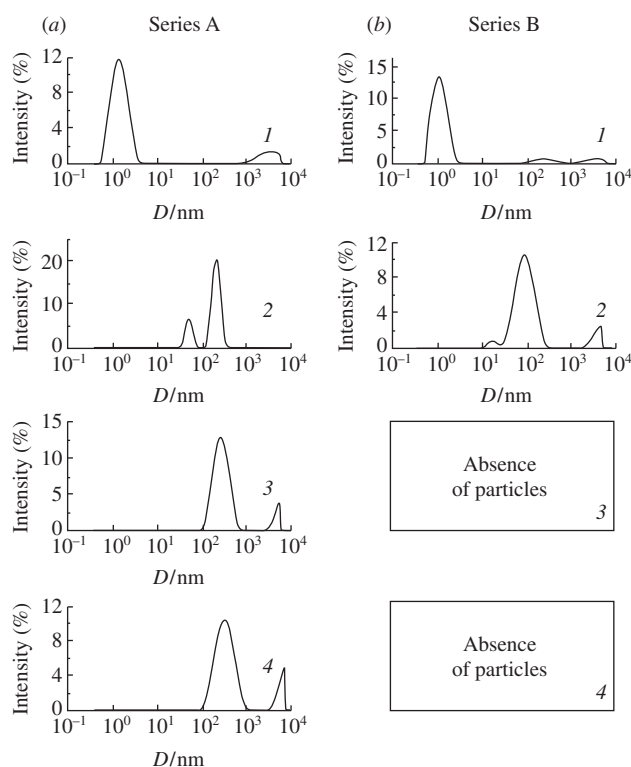 (a) Series A
(b) Series B
Intensity (%)
12
8
4
0
1
10⁻¹ 10⁰ 10¹ 10² 10³ 10⁴
D/nm
Intensity (%)
15
10
5
0
1
10⁻¹ 10⁰ 10¹ 10² 10³ 10⁴
D/nm
Intensity (%)
20
10
0
2
10⁻¹ 10⁰ 10¹ 10² 10³ 10⁴
D/nm
Intensity (%)
12
8
4
0
2
10⁻¹ 10⁰ 10¹ 10² 10³ 10⁴
D/nm
Intensity (%)
15
10
5
0
3
10⁻¹ 10⁰ 10¹ 10² 10³ 10⁴
D/nm
Absence
of particles
3
Intensity (%)
12
8
4
0
4
10⁻¹ 10⁰ 10¹ 10² 10³ 10⁴
D/nm
Absence
of particles
4